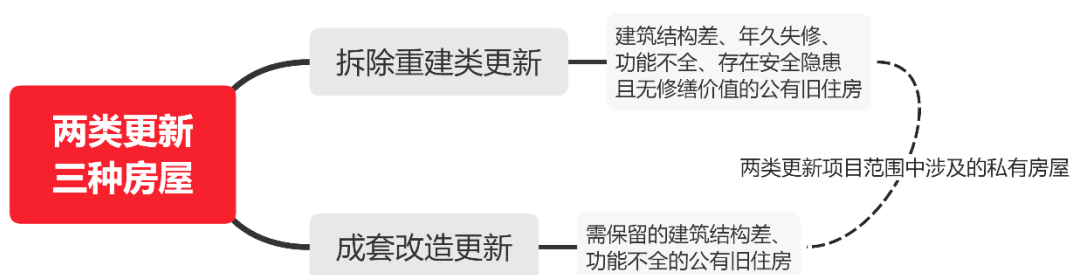 两类更新
三种房屋
拆除重建类更新
建筑结构差、年久失修、
功能不全、存在安全隐患
且无修缮价值的公有旧住房
两类更新项目范围中涉及的私有房屋
成套改造更新
需保留的建筑结构差、
功能不全的公有旧住房